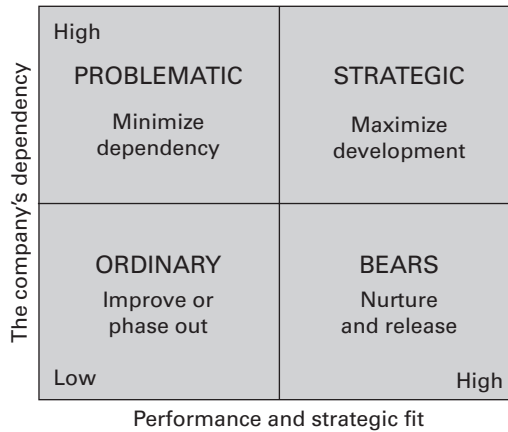 The company's dependency
High
PROBLEMATIC
Minimize
dependency
STRATEGIC
Maximize
development
ORDINARY
Improve or
phase out
BEARS
Nurture
and release
Low
High
Performance and strategic fit